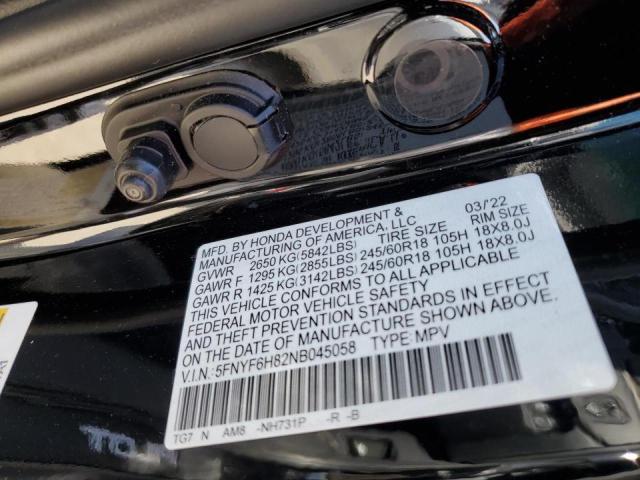 MFD. BY HONDA DEVELOPMENT & 03/'22
MANUFACTURING OF AMERICA, LLC
GVWR 2650 KG(5842LBS) TIRE SIZE RIM SIZE
GAWR F 1295 KG(2855LBS) 245/60R18 105H 18X8.0J
GAWR R 1425 KG(3142LBS) 245/60R18 105H 18X8.0J
THIS VEHICLE CONFORMS TO ALL APPLICABLE
FEDERAL MOTOR VEHICLE SAFETY
AND THEFT PREVENTION STANDARDS IN EFFECT
ON THE DATE OF MANUFACTURE SHOWN ABOVE.
V.I.N.:5FNYF6H82NB045058 TYPE: MPV
TG7 N AM8 -NH731P -R -B